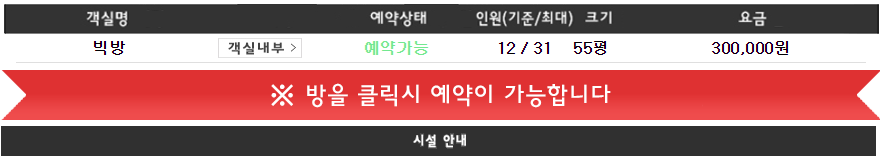 객실명 예약상태 인원(기준/최대) 크기 요금
빅방 객실내부 > 예약가능 12 / 31 55평 300,000원
※ 방을 클릭시 예약이 가능합니다
시설 안내